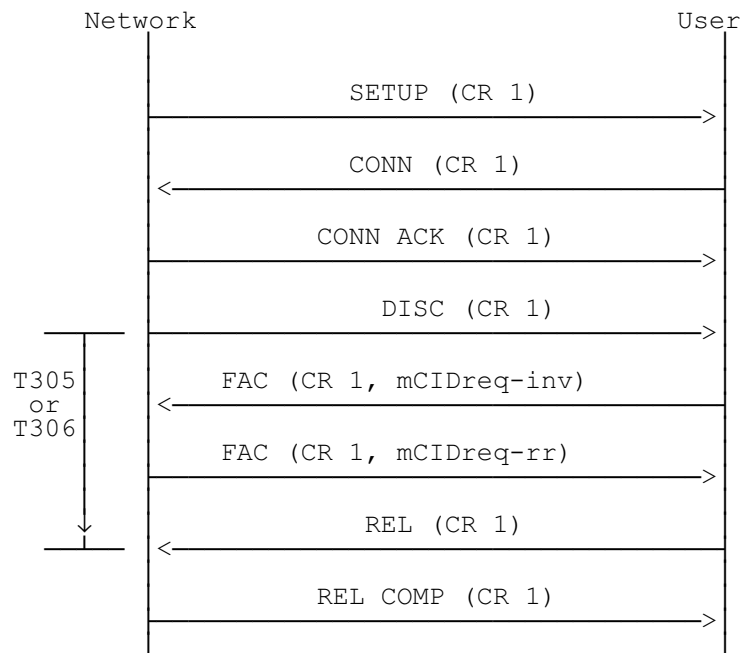 Network User
SETUP (CR 1)
CONN (CR 1)
CONN ACK (CR 1)
DISC (CR 1)
T305
or
T306
FAC (CR 1, mCIDreq-inv)
FAC (CR 1, mCIDreq-rr)
REL (CR 1)
REL COMP (CR 1)